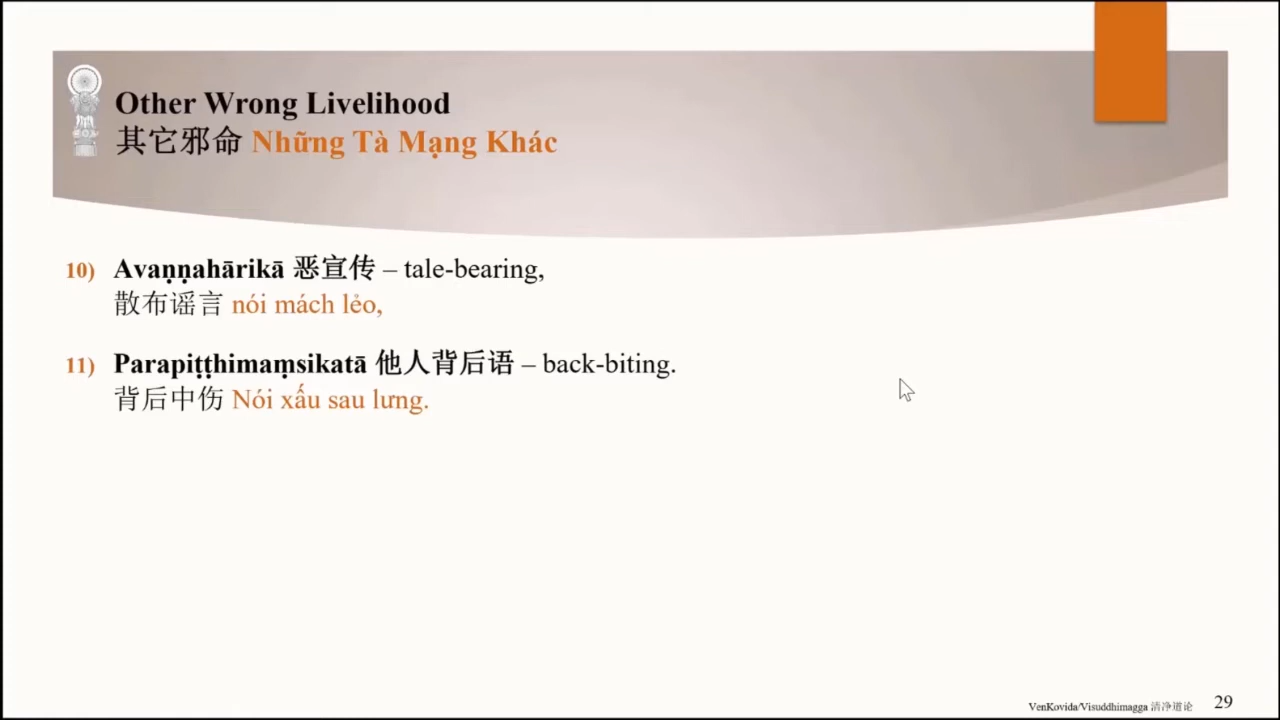 Other Wrong Livelihood
其它邪命 Những Tà Mạng Khác
10) Avaṇṇahārikā 恶宣传 – tale-bearing,
散布谣言 nói mách lẻo,
11) Parapiṭṭhimaṃsikatā 他人背后语 – back-biting.
背后中伤 Nói xấu sau lưng.
VenKovida/Visuddhimagga 清净道论 29